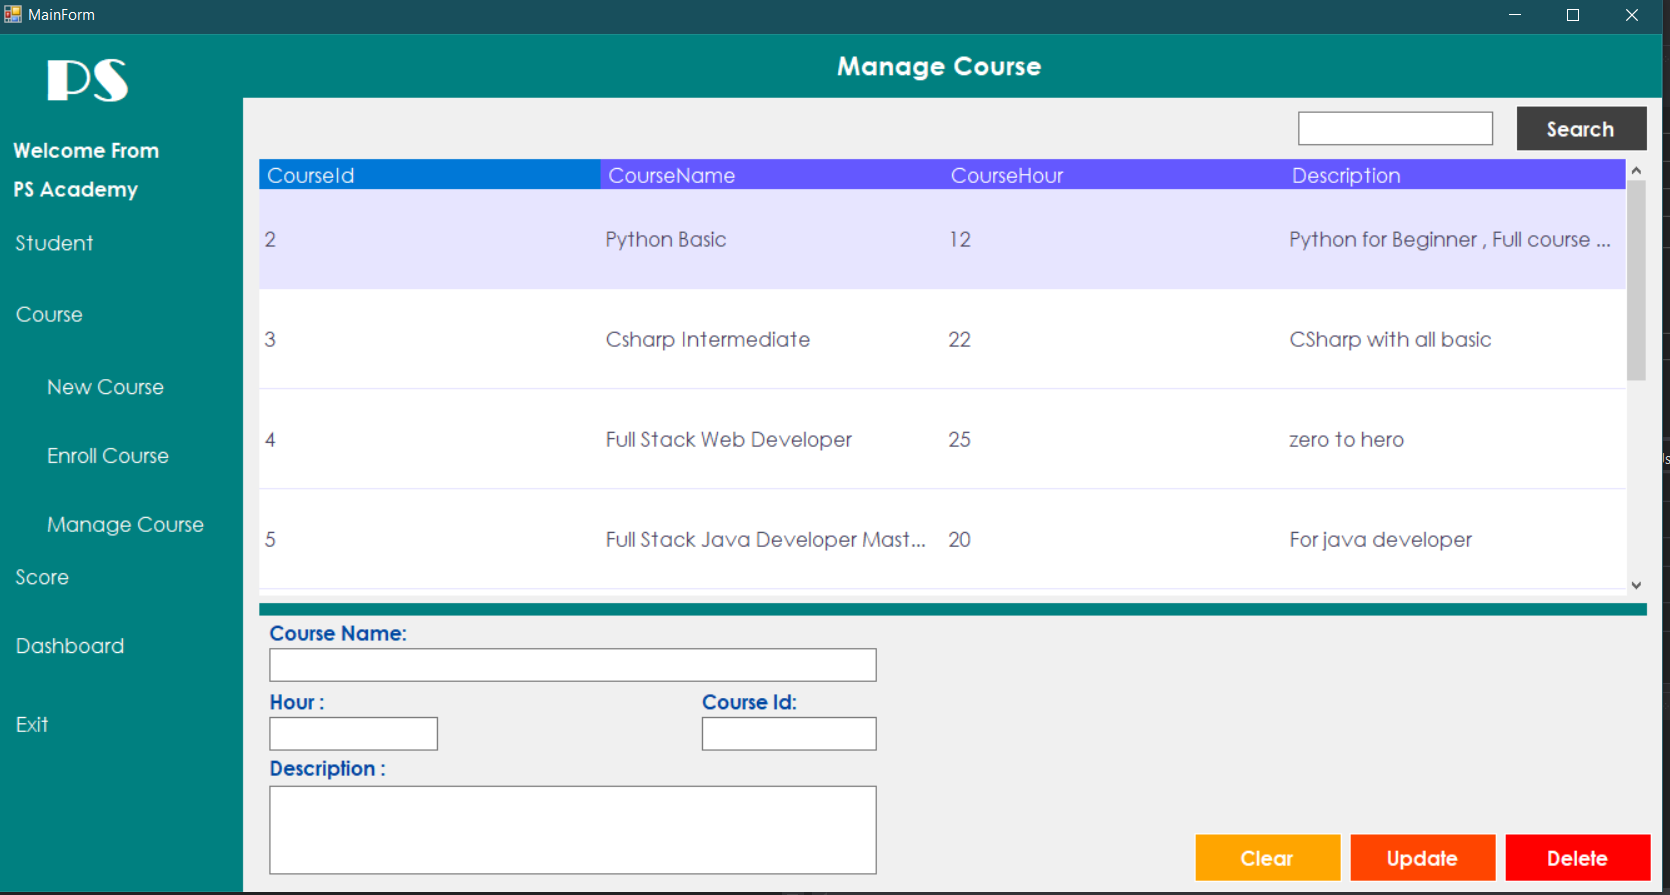 MainForm
PS
Manage Course
Welcome From
PS Academy
Student
Course
New Course
Enroll Course
Manage Course
Score
Dashboard
Exit
Search
CourseId CourseName CourseHour Description
2 Python Basic 12 Python for Beginner , Full course ...
3 Csharp Intermediate 22 CSharp with all basic
4 Full Stack Web Developer 25 zero to hero
5 Full Stack Java Developer Mast... 20 For java developer
Course Name:
Hour : Course Id:
Description :
Clear Update Delete